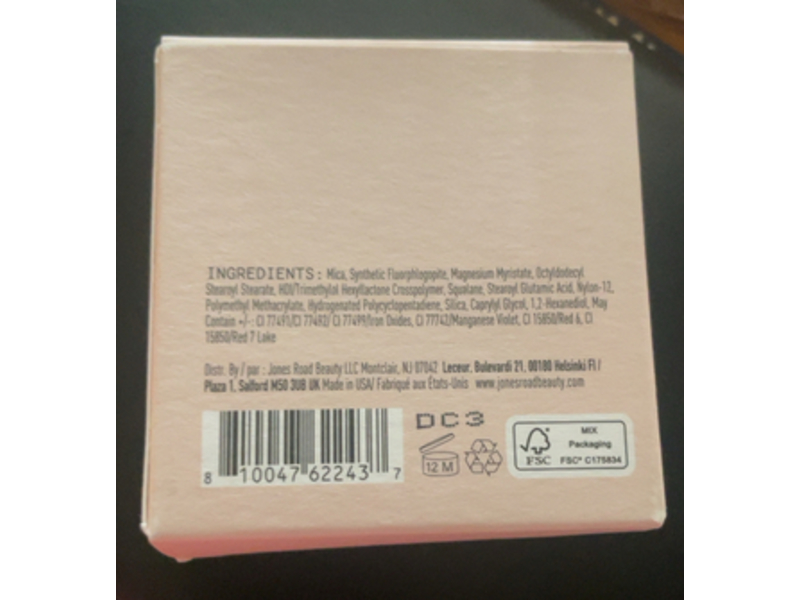 INGREDIENTS: Mica, Synthetic Fluorphlogopite, Magnesium Myristate, Octyldodecyl
Stearoyl Stearate, HDI/Trimethylol Hexyllactone Crosspolymer, Squalane, Stearoyl Glutamic Acid, Nylon-12,
Polymethyl Methacrylate, Hydrogenated Polycyclopentadiene, Silica, Caprylyl Glycol, 1,2-Hexanediol, May
Contain +/-: CI 77491/CI 77492/ CI 77499/Iron Oxides, CI 77742/Manganese Violet, CI 15850/Red 6, CI
15850/Red 7 Lake
Distr. By / par : Jones Road Beauty LLC Montclair, NJ 07042 Leceur, Bulevardi 21, 00180 Helsinki FI /
Plaza 1, Salford M50 3UB UK Made in USA/ Fabriqué aux États-Unis www.jonesroadbeauty.com
DC3
8 10047 62243 7
12 M
FSC
MIX
Packaging
FSC® C175834